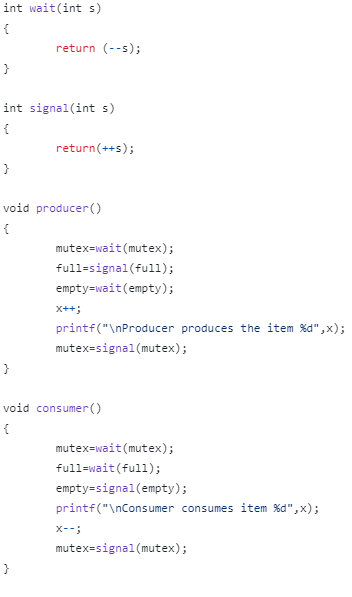 int wait(int s)
{
        return (--s);
}

int signal(int s)
{
        return(++s);
}

void producer()
{
        mutex=wait(mutex);
        full=signal(full);
        empty=wait(empty);
        x++;
        printf("\nProducer produces the item %d",x);
        mutex=signal(mutex);
}

void consumer()
{
        mutex=wait(mutex);
        full=wait(full);
        empty=signal(empty);
        printf("\nConsumer consumes item %d",x);
        x--;
        mutex=signal(mutex);
}